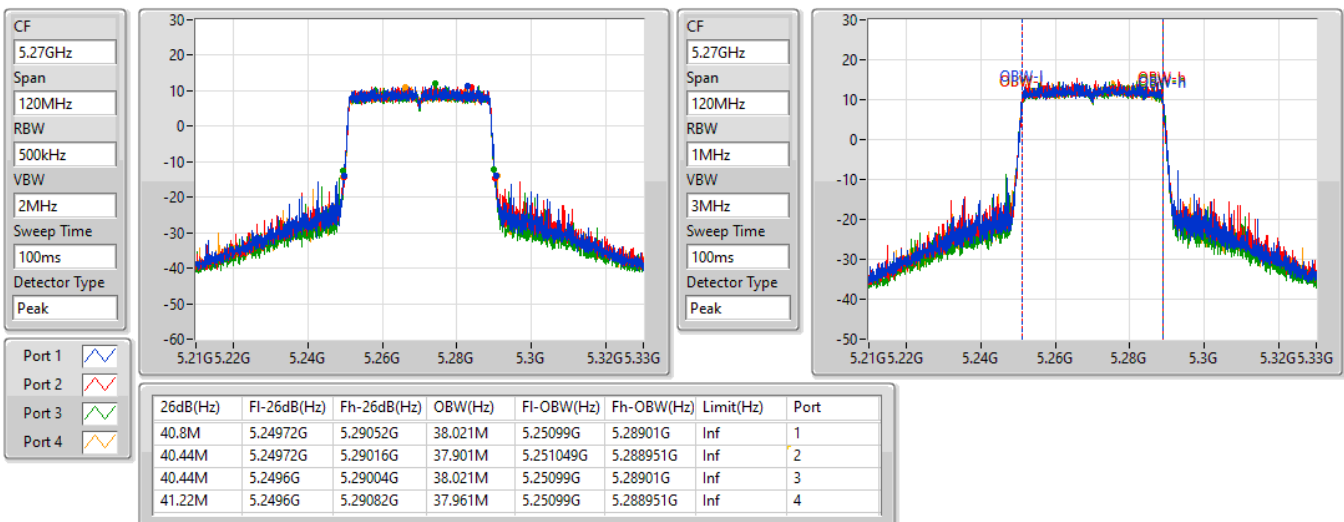 CF
5.27GHz
Span
120MHz
RBW
500kHz
VBW
2MHz
Sweep Time
100ms
Detector Type
Peak
30
20
10
0
-10
-20
-30
-40
-50
-60
5.21G 5.22G 5.24G 5.26G 5.28G 5.3G 5.32G 5.33G
CF
5.27GHz
Span
120MHz
RBW
1MHz
VBW
3MHz
Sweep Time
100ms
Detector Type
Peak
30
20
10
0
-10
-20
-30
-40
-50
OBW-l OBW-h
5.21G 5.22G 5.24G 5.26G 5.28G 5.3G 5.32G 5.33G
Port 1
Port 2
Port 3
Port 4
26dB(Hz) Fl-26dB(Hz) Fh-26dB(Hz) OBW(Hz) Fl-OBW(Hz) Fh-OBW(Hz) Limit(Hz) Port
40.8M 5.24972G 5.29052G 38.021M 5.25099G 5.28901G Inf 1
40.44M 5.24972G 5.29016G 37.901M 5.251049G 5.288951G Inf 2
40.44M 5.2496G 5.29004G 38.021M 5.25099G 5.28901G Inf 3
41.22M 5.2496G 5.29082G 37.961M 5.25099G 5.288951G Inf 4